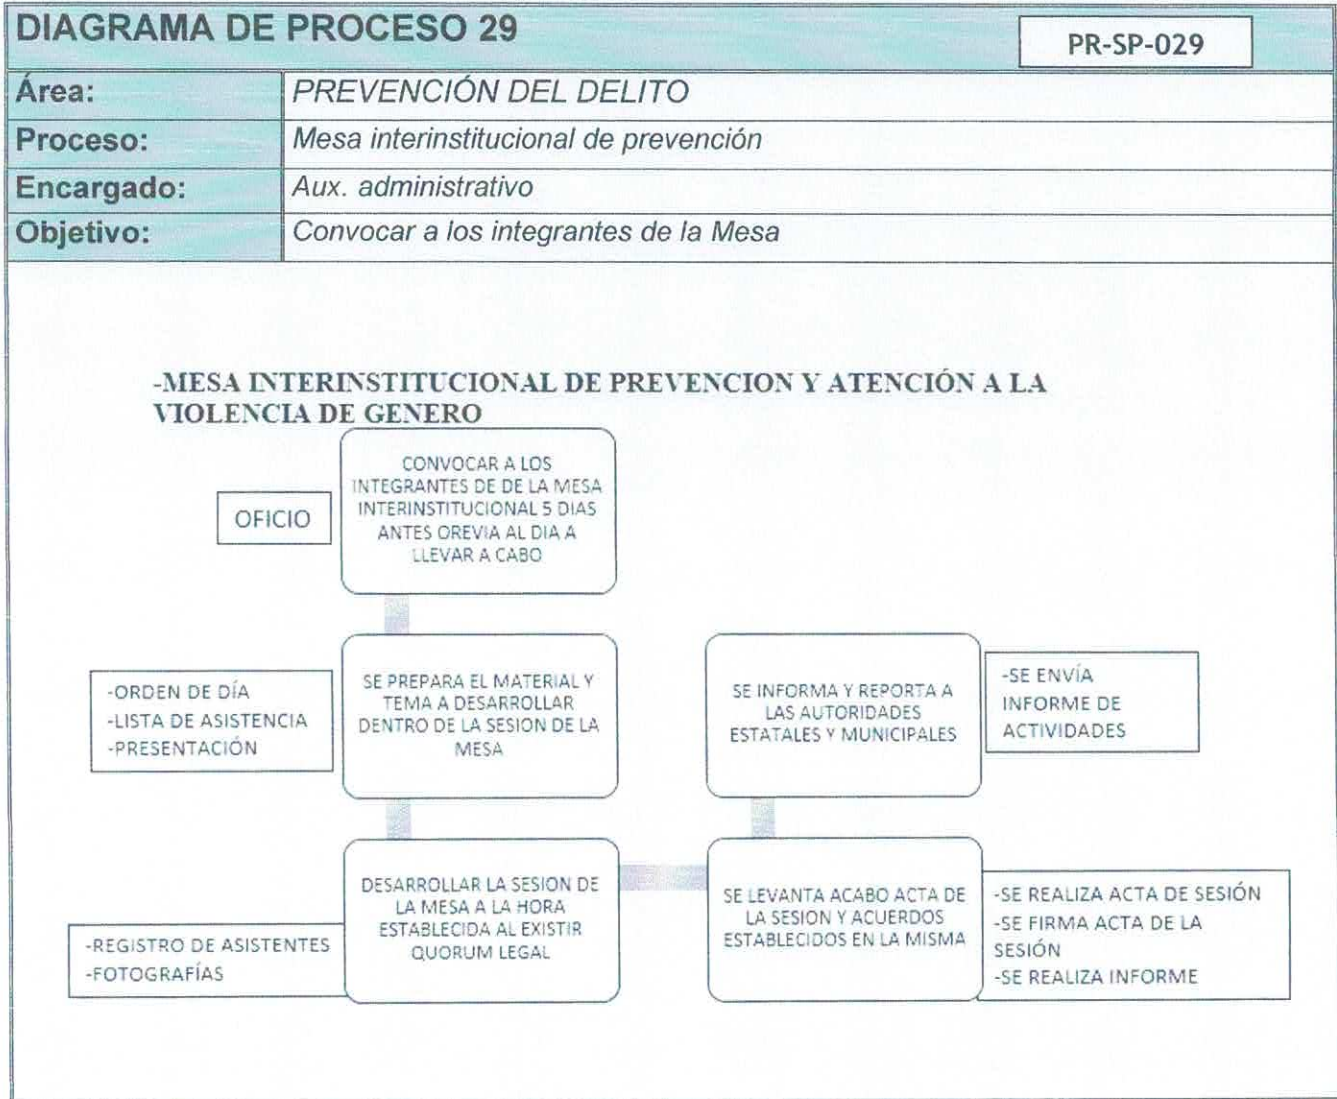 DIAGRAMA DE PROCESO 29
PR-SP-029
Área:
PREVENCIÓN DEL DELITO
Proceso:
Mesa interinstitucional de prevención
Encargado:
Aux. administrativo
Objetivo:
Convocar a los integrantes de la Mesa
-MESA INTERINSTITUCIONAL DE PREVENCION Y ATENCIÓN A LA
VIOLENCIA DE GENERO
OFICIO
CONVOCAR A LOS
INTEGRANTES DE DE LA MESA
INTERINSTITUCIONAL 5 DIAS
ANTES OREVIA AL DIA A
LLEVAR A CABO
-ORDEN DE DÍA
-LISTA DE ASISTENCIA
-PRESENTACIÓN
SE PREPARA EL MATERIAL Y
TEMA A DESARROLLAR
DENTRO DE LA SESION DE LA
MESA
-REGISTRO DE ASISTENTES
-FOTOGRAFÍAS
DESARROLLAR LA SESION DE
LA MESA A LA HORA
ESTABLECIDA AL EXISTIR
QUORUM LEGAL
SE LEVANTA ACABO ACTA DE
LA SESION Y ACUERDOS
ESTABLECIDOS EN LA MISMA
-SE REALIZA ACTA DE SESIÓN
-SE FIRMA ACTA DE LA
SESIÓN
-SE REALIZA INFORME
SE INFORMA Y REPORTA A
LAS AUTORIDADES
ESTATALES Y MUNICIPALES
-SE ENVÍA
INFORME DE
ACTIVIDADES